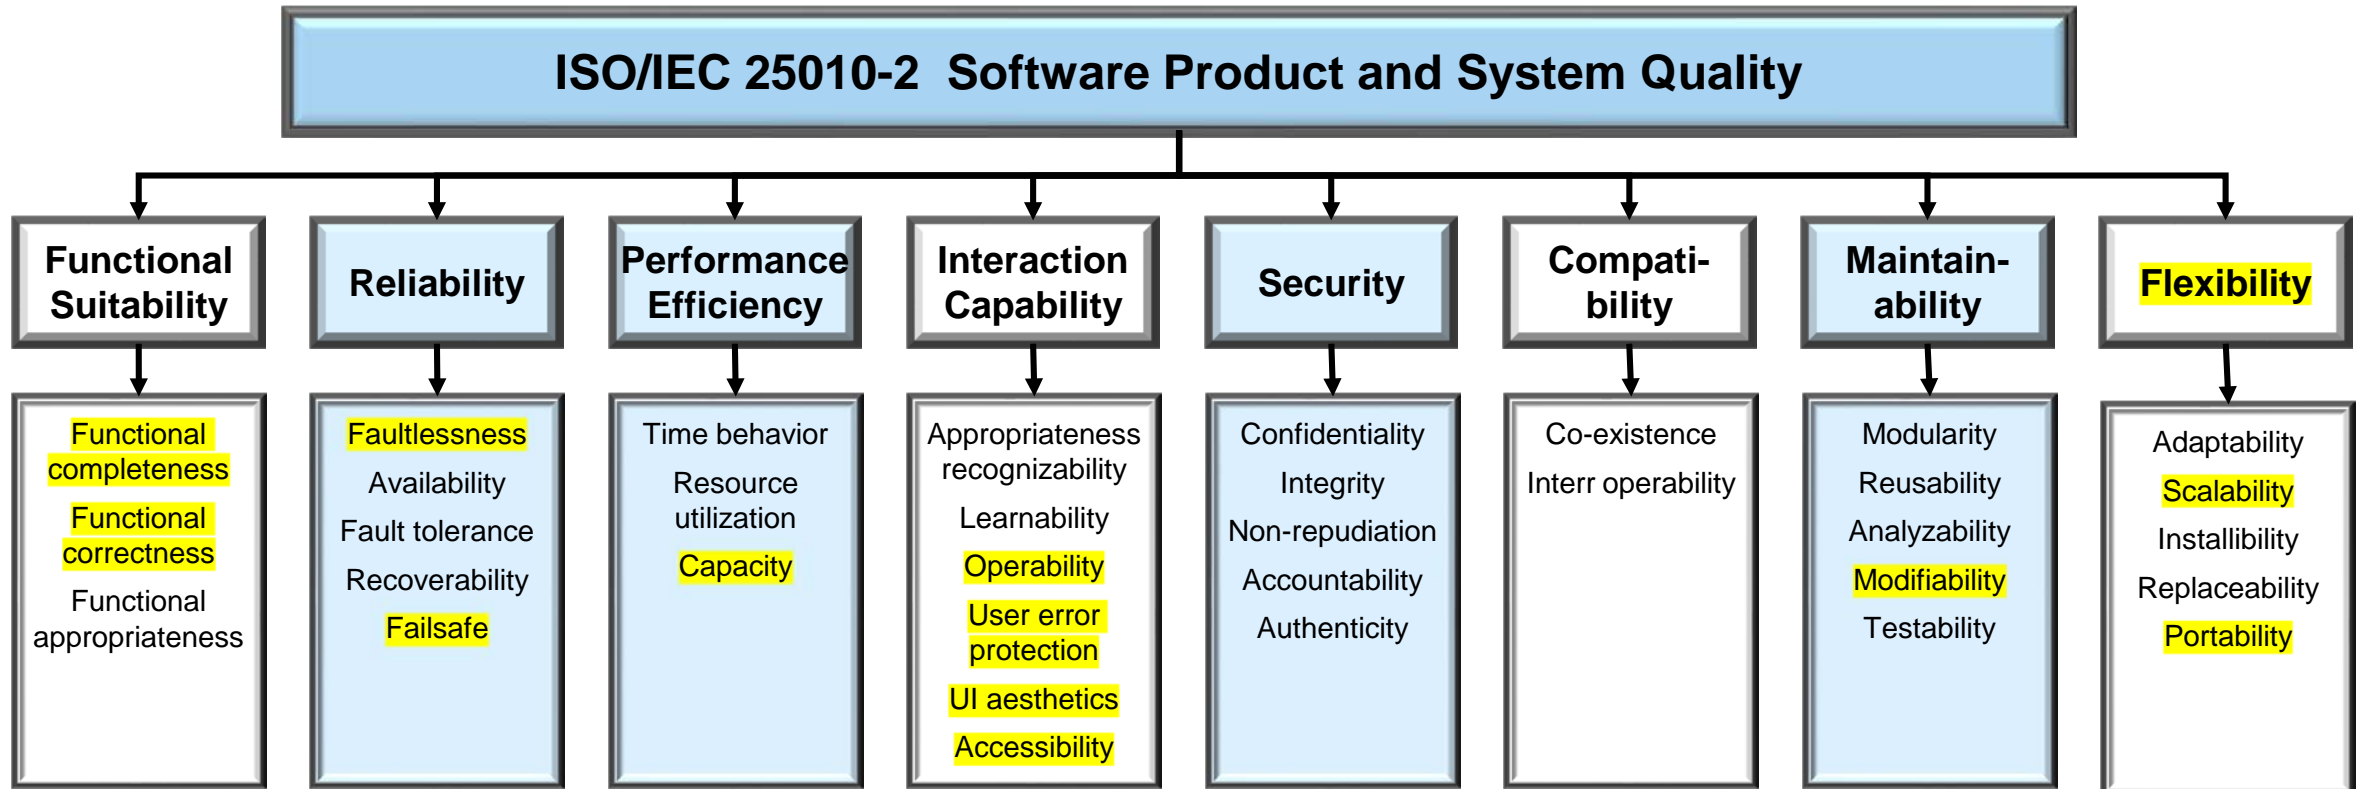 ISO/IEC 25010-2  Software Product and System Quality
Functional
Suitability
Reliability
Performance
Efficiency
Interaction
Capability
Security
Compati-
bility
Maintain-
ability
Flexibility
Functional
completeness
Functional
correctness
Functional
appropriateness
Faultlessness
Availability
Fault tolerance
Recoverability
Failsafe
Time behavior
Resource
utilization
Capacity
Appropriateness
recognizability
Learnability
Operability
User error
protection
UI aesthetics
Accessibility
Confidentiality
Integrity
Non-repudiation
Accountability
Authenticity
Co-existence
Interr operability
Modularity
Reusability
Analyzability
Modifiability
Testability
Adaptability
Scalability
Installibility
Replaceability
Portability